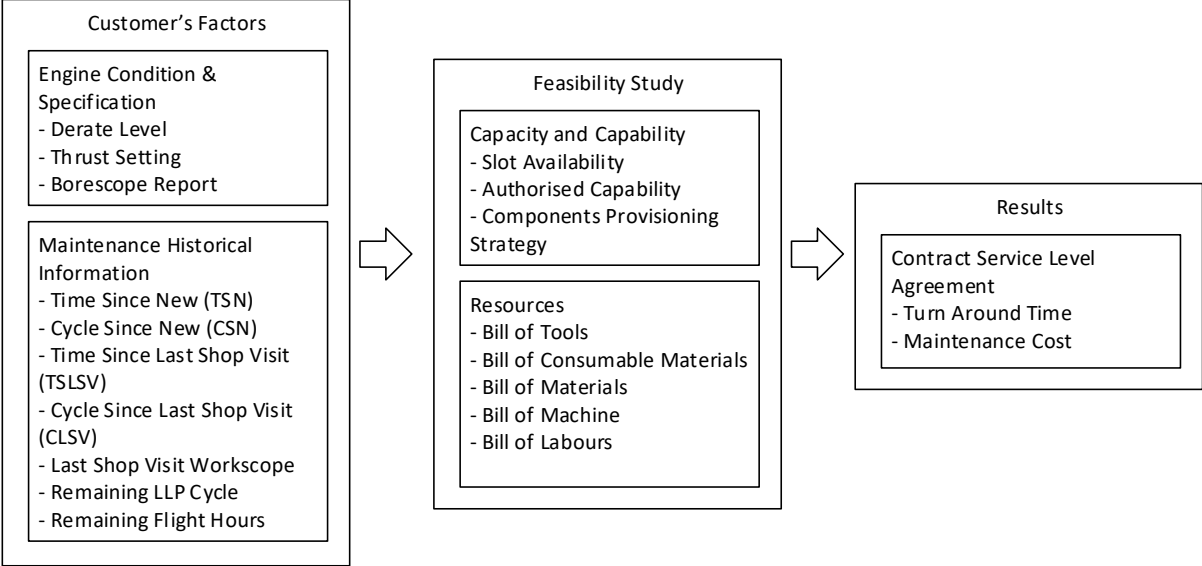 Customer's Factors
Engine Condition &
Specification
- Derate Level
- Thrust Setting
- Borescope Report
Maintenance Historical
Information
- Time Since New (TSN)
- Cycle Since New (CSN)
- Time Since Last Shop Visit
(TSLSV)
- Cycle Since Last Shop Visit
(CLSV)
- Last Shop Visit Workscope
- Remaining LLP Cycle
- Remaining Flight Hours
Feasibility Study
Capacity and Capability
- Slot Availability
- Authorised Capability
- Components Provisioning
Strategy
Resources
- Bill of Tools
- Bill of Consumable Materials
- Bill of Materials
- Bill of Machine
- Bill of Labours
Results
Contract Service Level
Agreement
- Turn Around Time
- Maintenance Cost